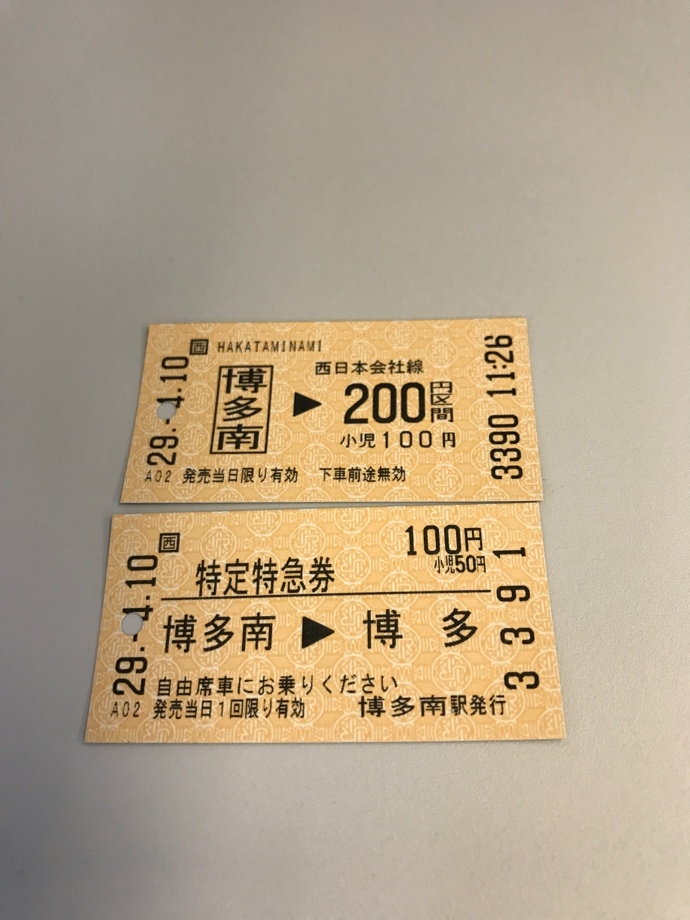 西 HAKATAMINAMI
西日本会社線
博多南 ▶ 200円区間
小児100円
29.-4.10
3390 11:26
A02 発売当日限り有効 下車前途無効
西
100円
小児50円
特定特急券
博多南 ▶ 博多
29.-4.10
3391
自由席車にお乗りください
A02 発売当日1回限り有効 博多南駅発行